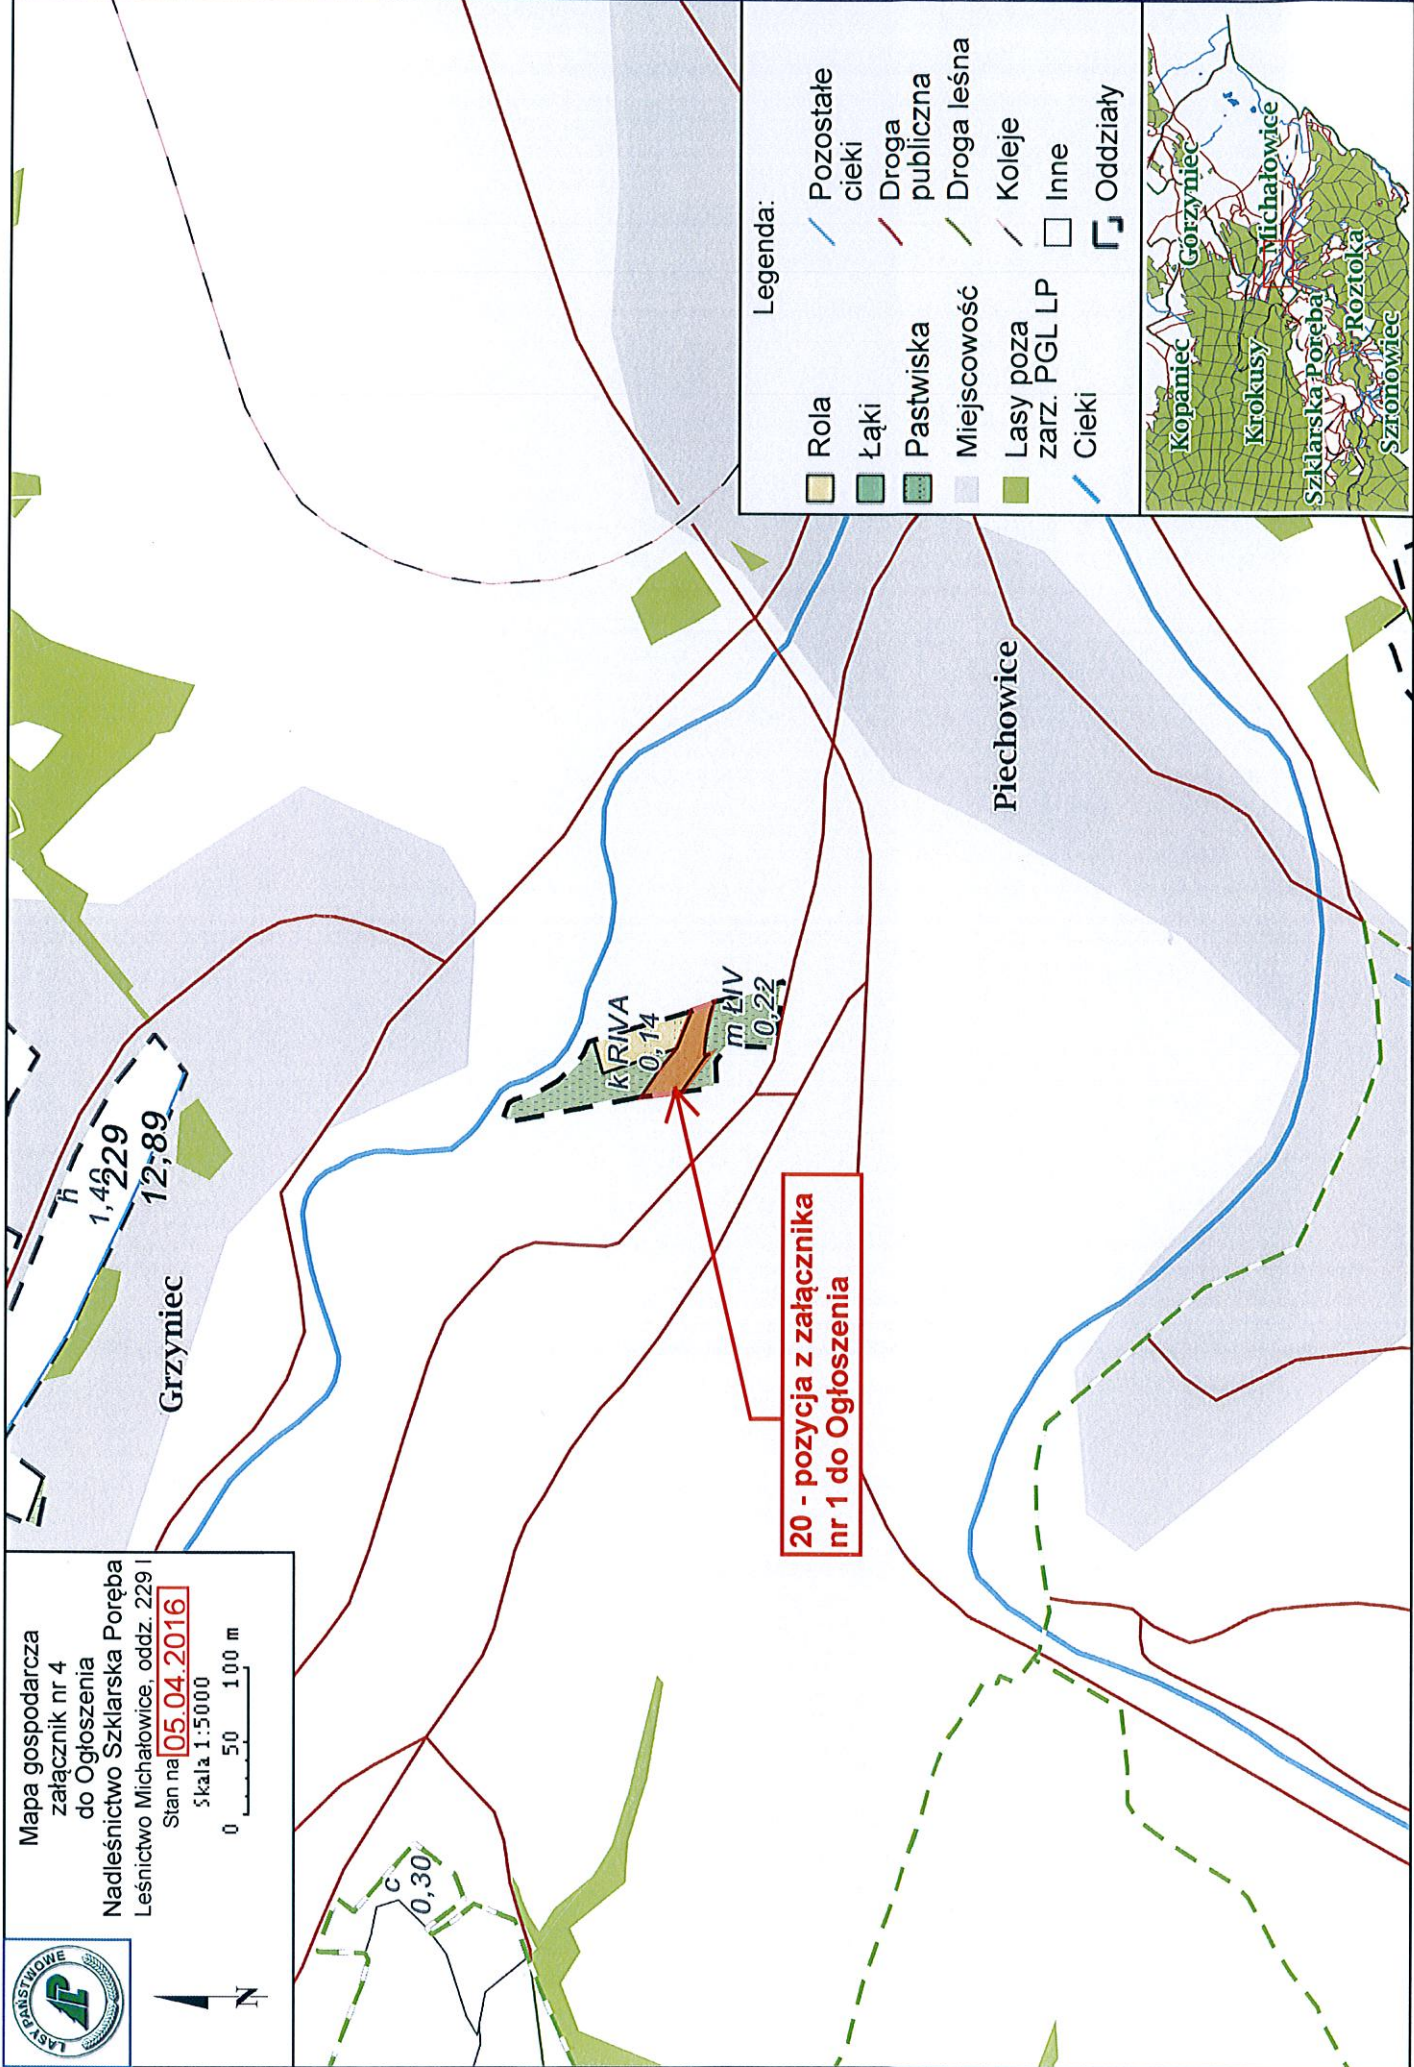 LASY PAŃSTWOWE
LP
N
Mapa gospodarcza
załącznik nr 4
do Ogłoszenia
Nadleśnictwo Szklarska Poręba
Leśnictwo Michałowice, oddz. 229 l
Stan na 05.04.2016
Skala 1:5000
0 50 100 m
Grzyniec
h
1,40
229
12,89
c
0,30
k RIVA
0,14
m ŁIV
0,22
20 - pozycja z załącznika
nr 1 do Ogłoszenia
Piechowice
Legenda:
Rola
Łąki
Pastwiska
Miejscowość
Lasy poza
zarz. PGL LP
Cieki
Pozostałe
cieki
Droga
publiczna
Droga leśna
Koleje
Inne
Oddziały
Kopaniec
Górzyniec
Krokusy
Michałowice
Szklarska Poręba
Roztoka
Szronowiec